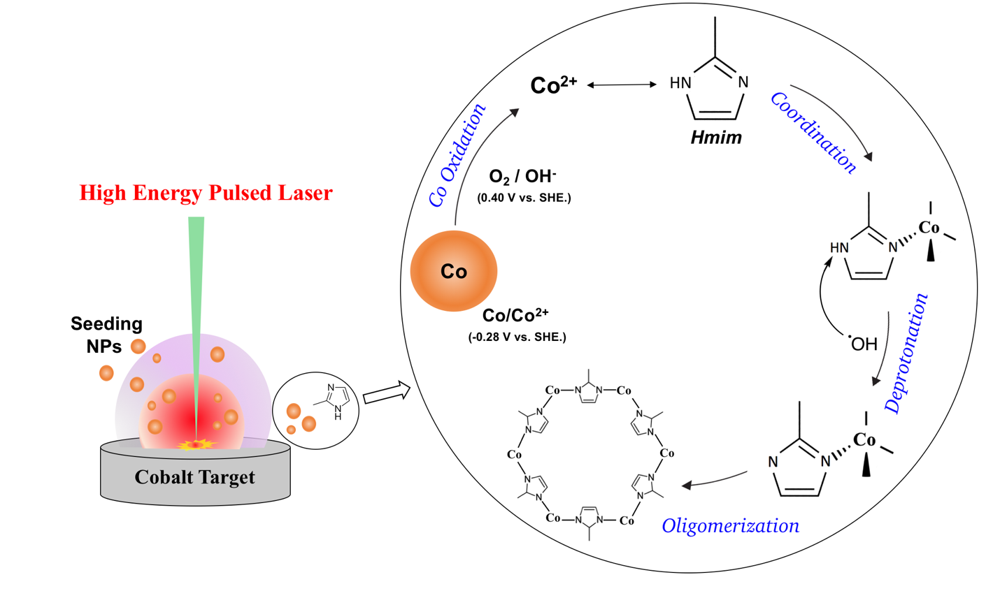 High Energy Pulsed Laser
Seeding
NPs
N
N
H
Cobalt Target
Co Oxidation
Co²⁺
HN
N
Hmim
Coordination
O₂ / OH⁻
(0.40 V vs. SHE.)
Co
Co/Co²⁺
(-0.28 V vs. SHE.)
HN
N
Co
·OH
Deprotonation
N
N
Co
Oligomerization
Co
N
N
Co
N
N
N
N
Co
Co
N
N
N
N
Co
N
N
Co